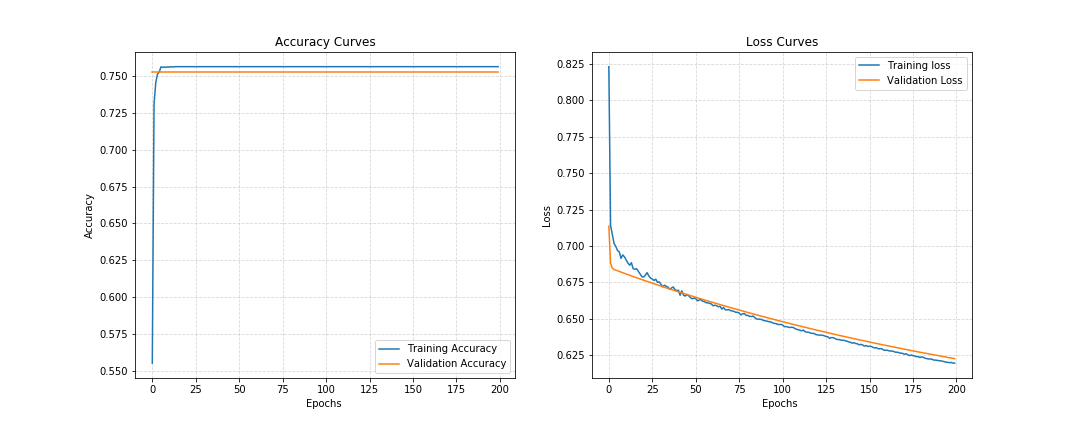 Accuracy Curves
Accuracy
0.750
0.725
0.700
0.675
0.650
0.625
0.600
0.575
0.550
0 25 50 75 100 125 150 175 200
Epochs
Training Accuracy
Validation Accuracy
Loss Curves
Loss
0.825
0.800
0.775
0.750
0.725
0.700
0.675
0.650
0.625
0 25 50 75 100 125 150 175 200
Epochs
Training loss
Validation Loss